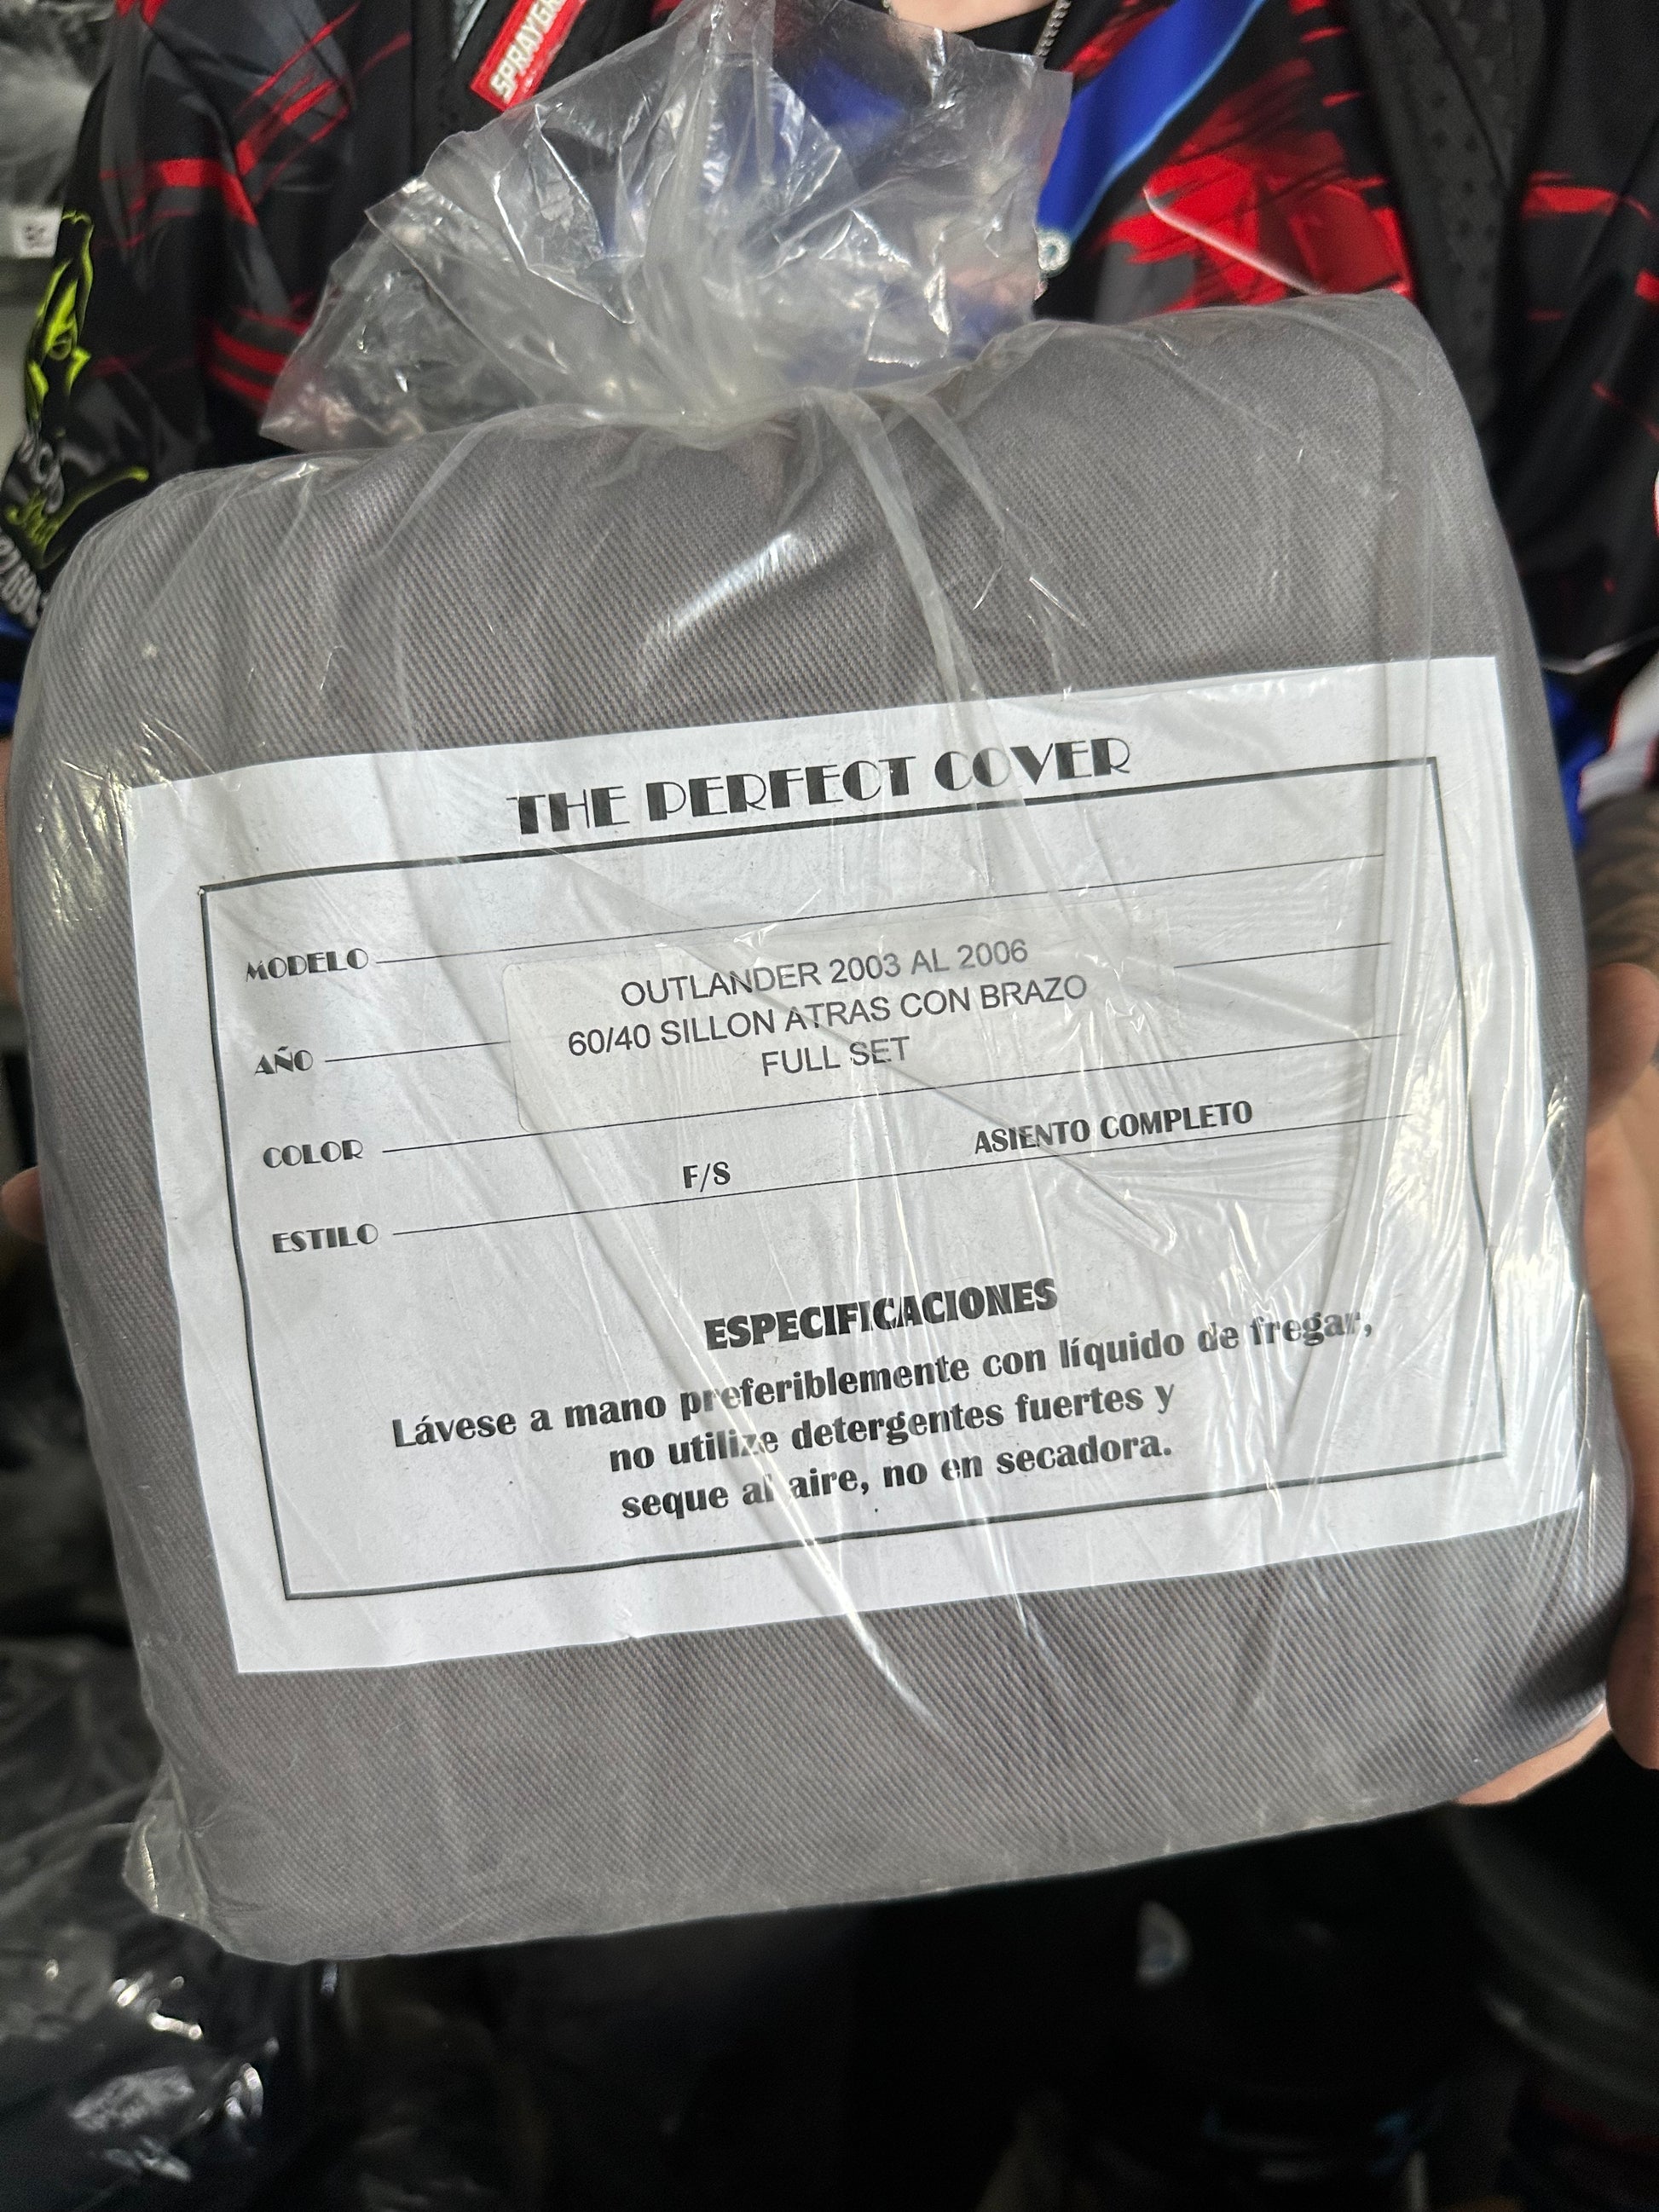 SPRAYGR
THE PERFECT COVER
MODELO
OUTLANDER 2003 AL 2006
60/40 SILLON ATRAS CON BRAZO
FULL SET
AÑO
COLOR
F/S ASIENTO COMPLETO
ESTILO
ESPECIFICACIONES
Lávese a mano preferiblemente con líquido de fregar,
no utilize detergentes fuertes y
seque al aire, no en secadora.